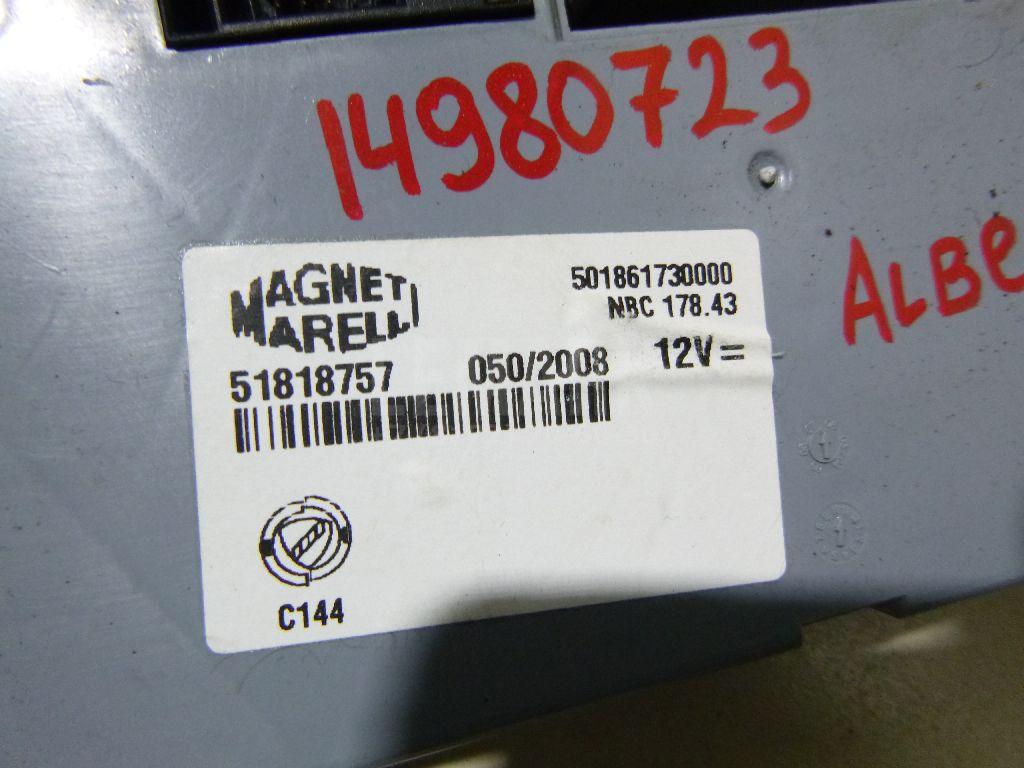 14980723
ALBE
MAGNETI
MARELLI
501861730000
NBC 178.43
51818757 050/2008 12V=
C144